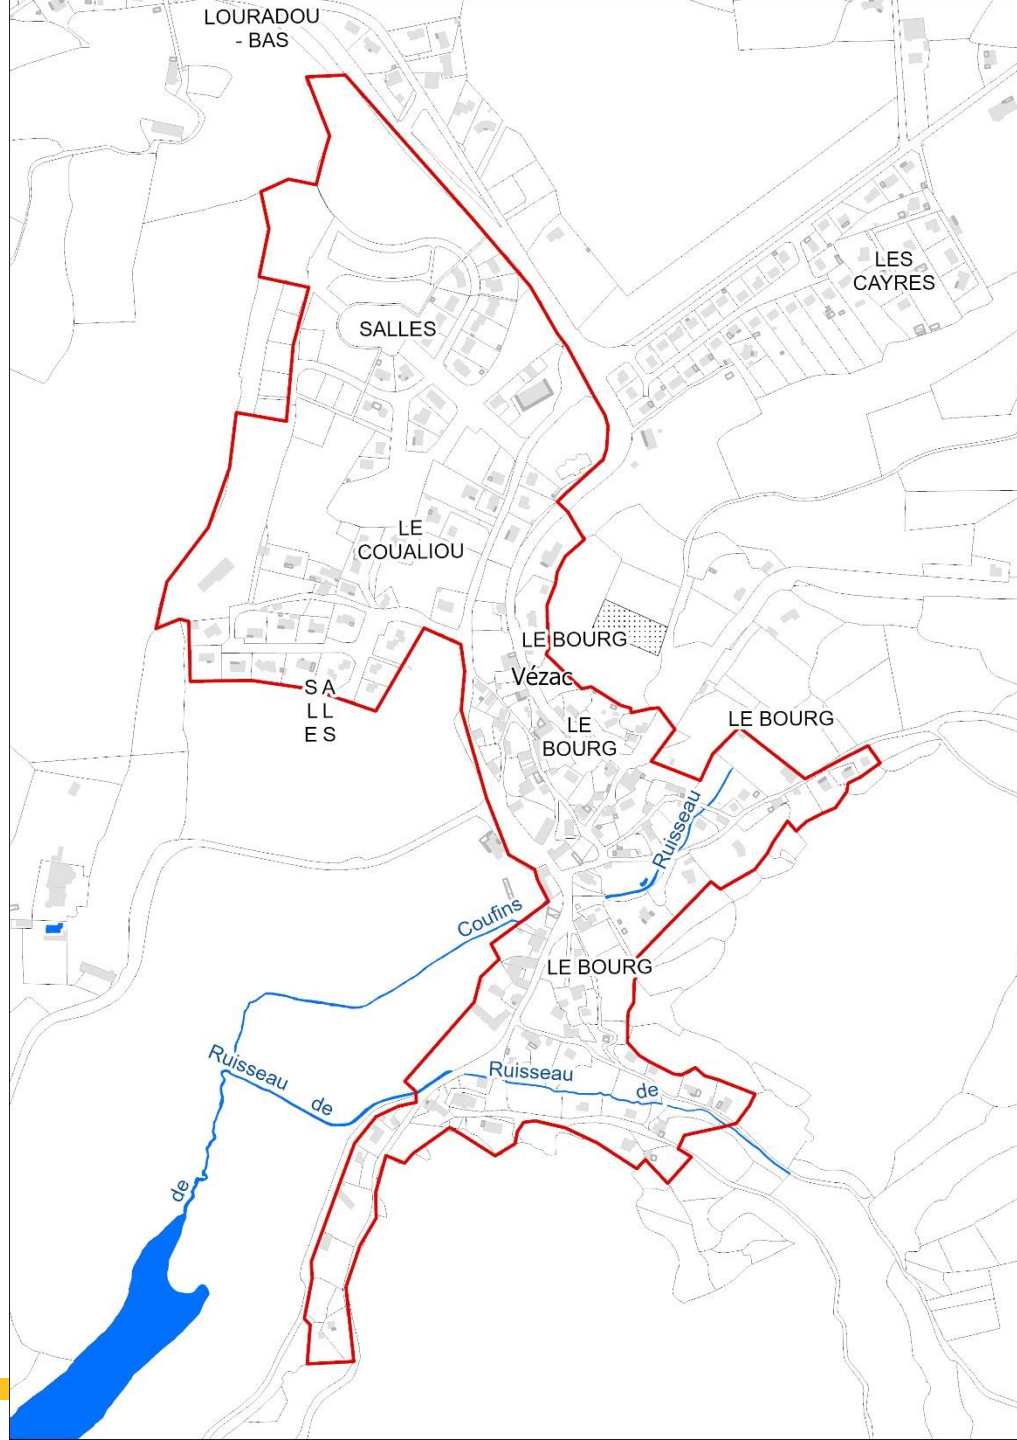 LOURADOU
- BAS
LES
CAYRES
SALLES
LE
COUALIOU
LE BOURG
Vézac
S A
L L
E S
LE
BOURG
LE BOURG
Ruisseau
Coufins
LE BOURG
Ruisseau
de
Ruisseau
de
de